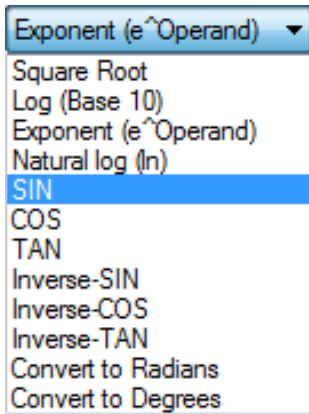 Exponent (e^Operand)
Square Root
Log (Base 10)
Exponent (e^Operand)
Natural log (ln)
SIN
COS
TAN
Inverse-SIN
Inverse-COS
Inverse-TAN
Convert to Radians
Convert to Degrees